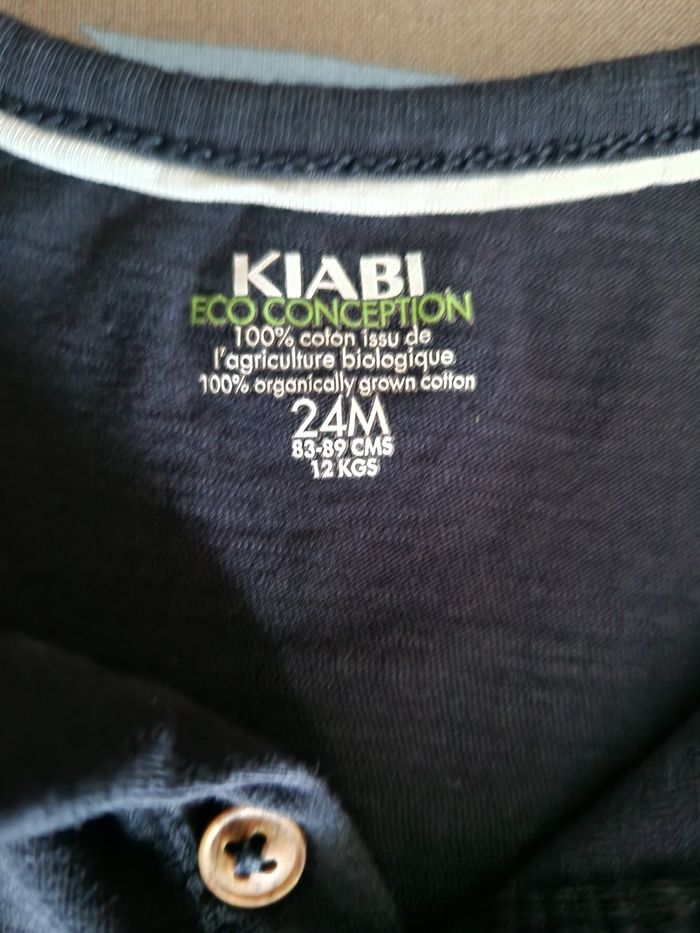 KIABI
ECO CONCEPTION
100% coton issu de
l'agriculture biologique
100% organically grown cotton
24M
83-89 CMS
12 KGS